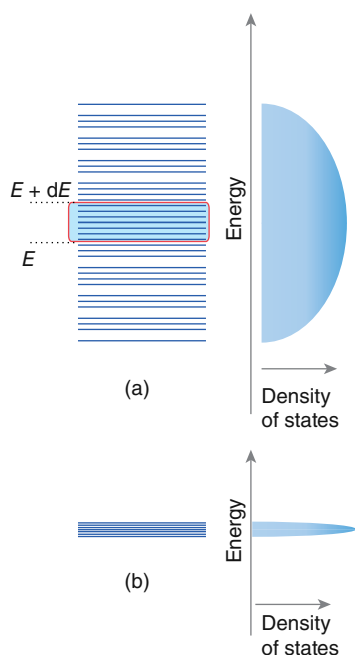 E + dE
E
Energy
(a)
Density
of states
Energy
(b)
Density
of states